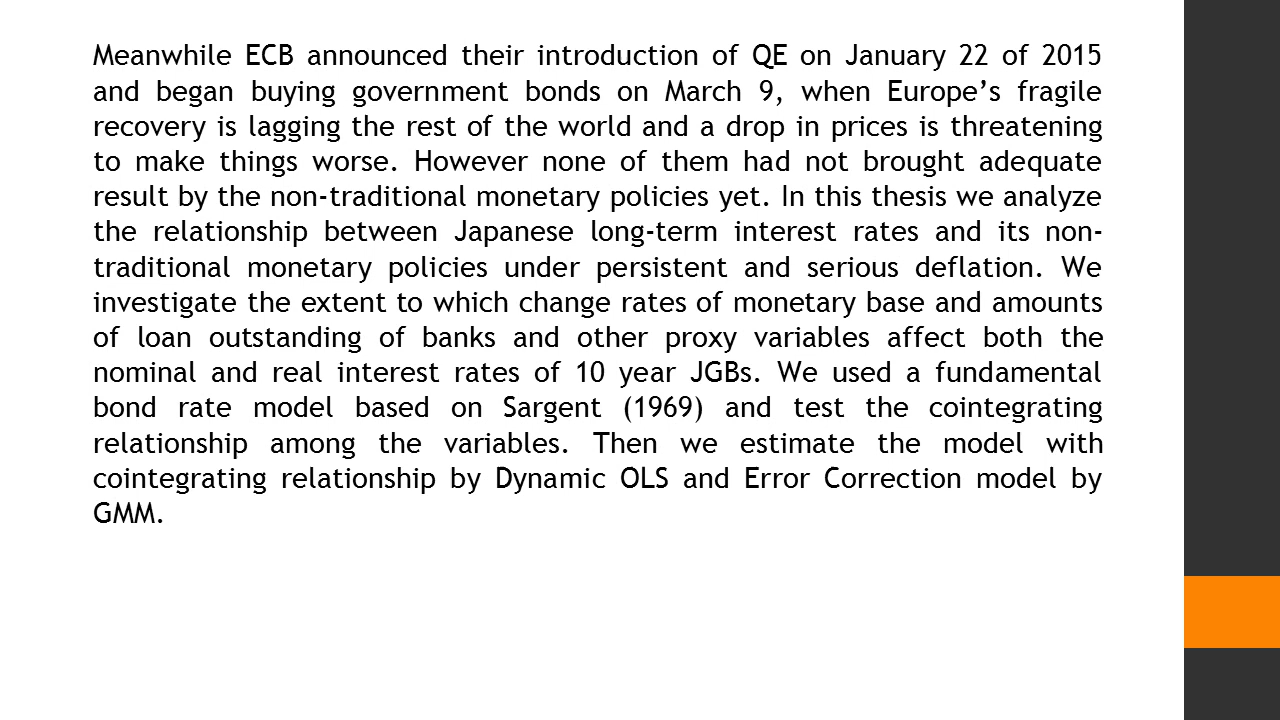 Meanwhile ECB announced their introduction of QE on January 22 of 2015
and began buying government bonds on March 9, when Europe’s fragile
recovery is lagging the rest of the world and a drop in prices is threatening
to make things worse. However none of them had not brought adequate
result by the non-traditional monetary policies yet. In this thesis we analyze
the relationship between Japanese long-term interest rates and its non-
traditional monetary policies under persistent and serious deflation. We
investigate the extent to which change rates of monetary base and amounts
of loan outstanding of banks and other proxy variables affect both the
nominal and real interest rates of 10 year JGBs. We used a fundamental
bond rate model based on Sargent (1969) and test the cointegrating
relationship among the variables. Then we estimate the model with
cointegrating relationship by Dynamic OLS and Error Correction model by
GMM.